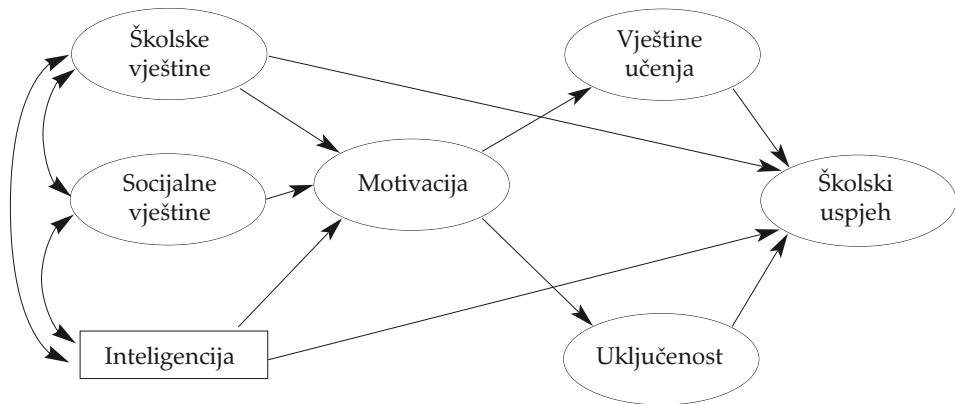 Školske
vještine
Vještine
učenja
Socijalne
vještine
Motivacija
Školski
uspjeh
Inteligencija
Uključenost